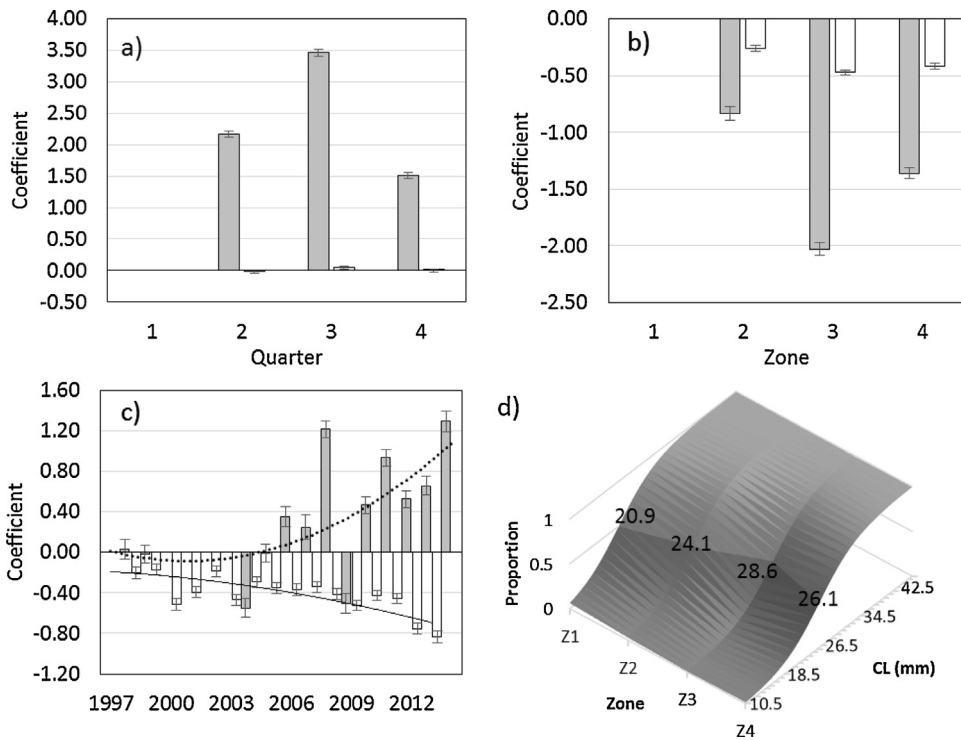 a)
4.00
3.50
3.00
2.50
2.00
1.50
1.00
0.50
0.00
-0.50
Coefficient
1 2 3 4
Quarter
b)
0.00
-0.50
-1.00
-1.50
-2.00
-2.50
Coefficient
1 2 3 4
Zone
c)
1.60
1.20
0.80
0.40
0.00
-0.40
-0.80
-1.20
Coefficient
1997 2000 2003 2006 2009 2012
d)
Proportion
1
0.5
0
20.9
24.1
28.6
26.1
Z1
Z2
Z3
Z4
Zone
42.5
34.5
26.5
18.5
10.5
CL (mm)